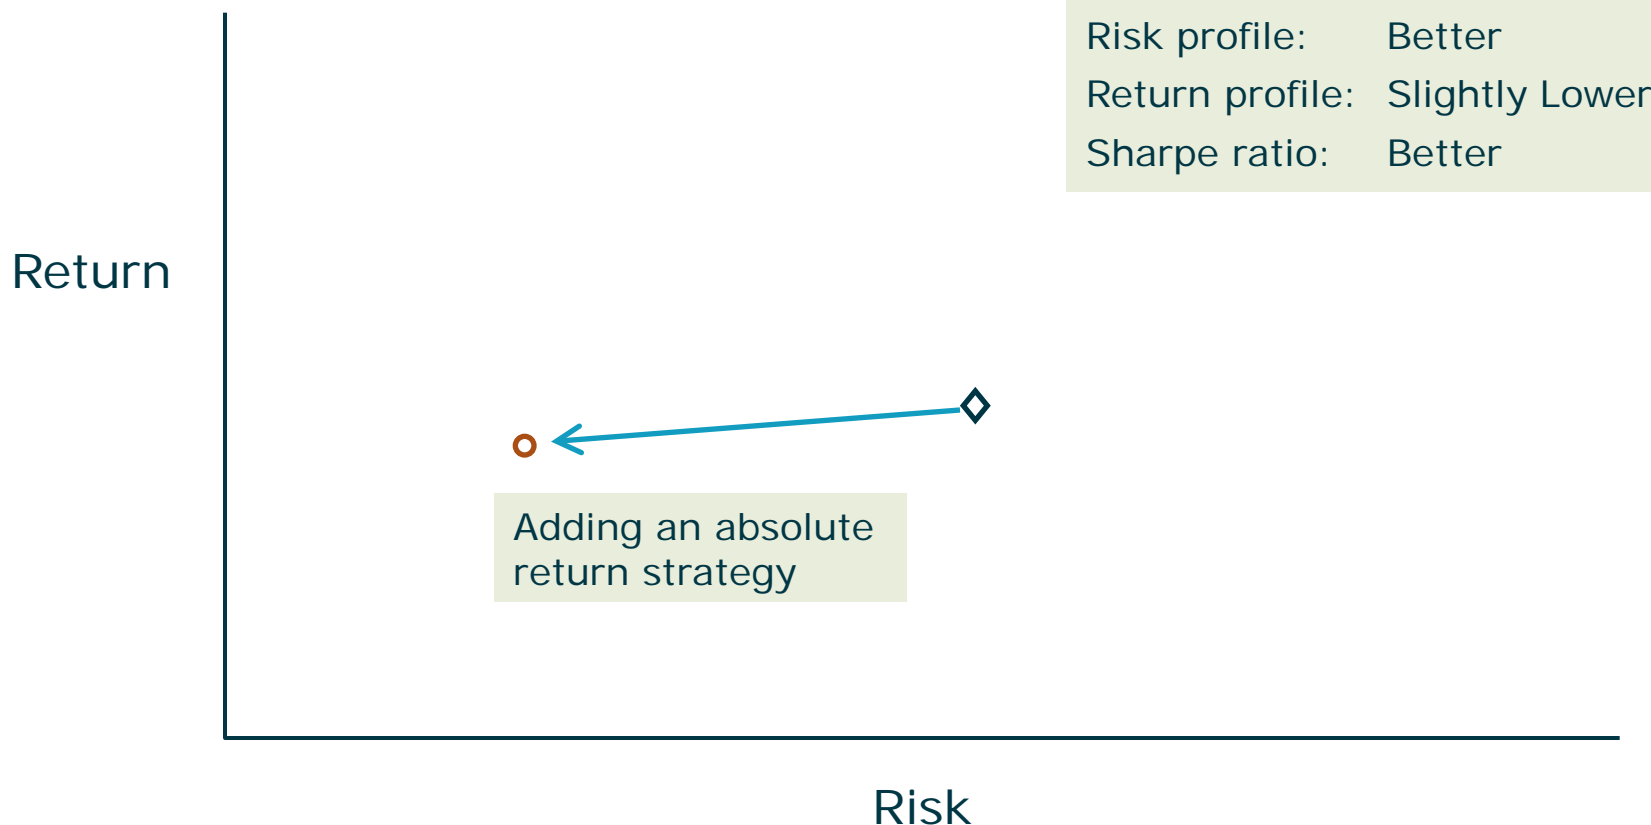 Risk profile: Better
Return profile: Slightly Lower
Sharpe ratio: Better
Return
Adding an absolute
return strategy
Risk